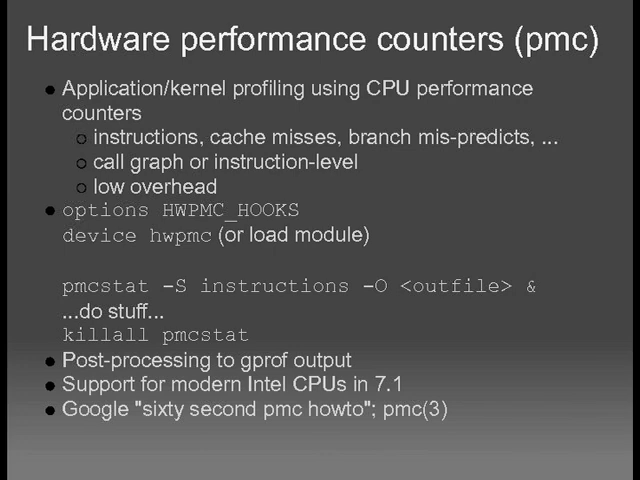 Hardware performance counters (pmc)
Application/kernel profiling using CPU performance
counters
instructions, cache misses, branch mis-predicts, ...
call graph or instruction-level
low overhead
options HWPMC_HOOKS
device hwpmc (or load module)
pmcstat -S instructions -O <outfile> &
...do stuff...
killall pmcstat
Post-processing to gprof output
Support for modern Intel CPUs in 7.1
Google "sixty second pmc howto"; pmc(3)